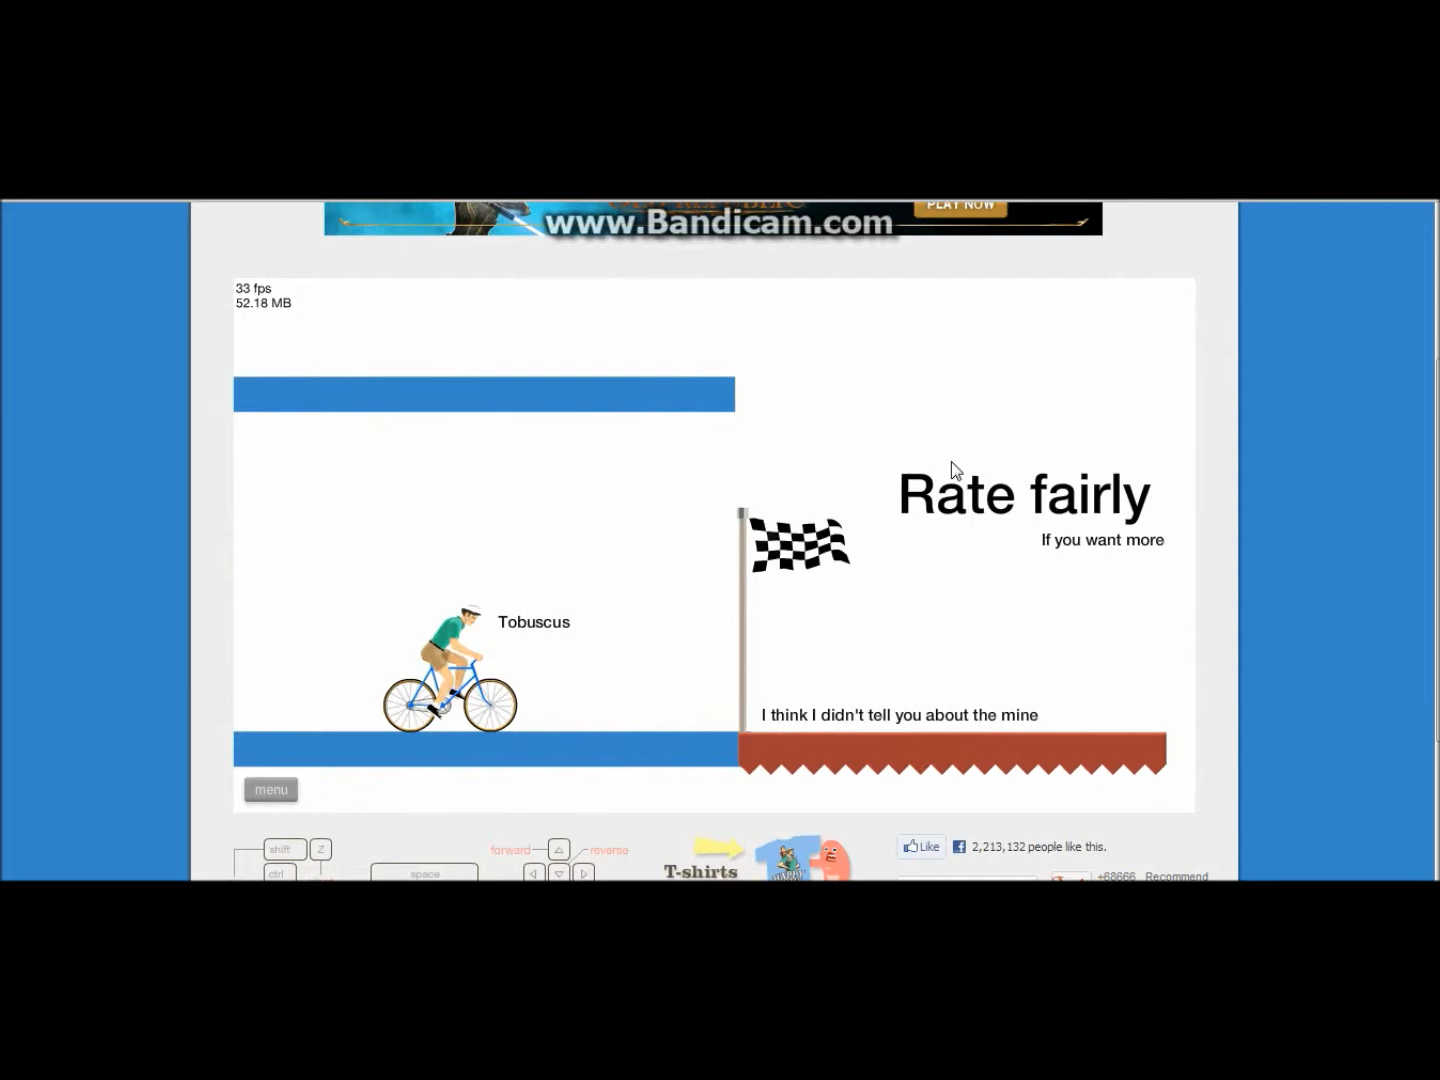 PLAY NOW
www.Bandicam.com
33 fps
52.18 MB
Rate fairly
If you want more
Tobuscus
I think I didn't tell you about the mine
menu
shift
Z
forward
reverse
Like
2,213,132 people like this.
ctrl
space
T-shirts
+68666
Recommend